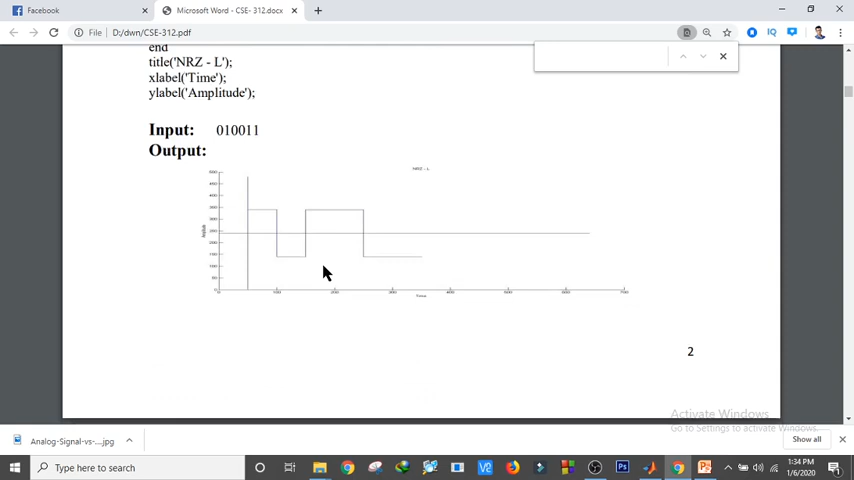 Facebook
Microsoft Word - CSE- 312.docx
File
D:/dwn/CSE-312.pdf
end
title('NRZ - L');
xlabel('Time');
ylabel('Amplitude');
Input: 010011
Output:
NRZ - L
Time
2
Activate Windows
Go to Settings to activate Windows.
Analog-Signal-vs-....jpg
Show all
Type here to search
1:34 PM
1/6/2020